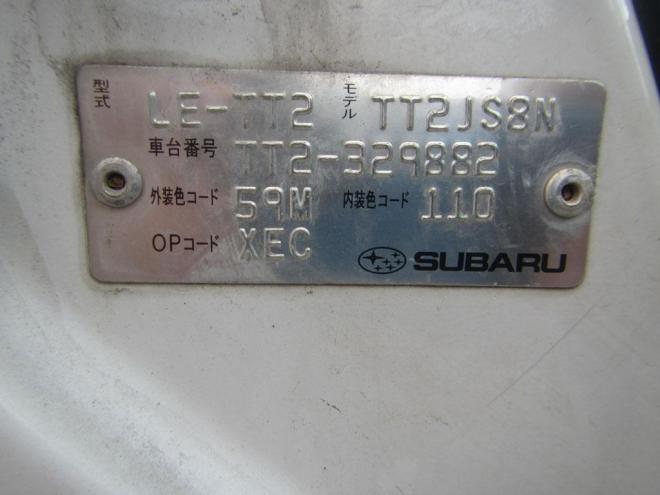 型式 LE-TT2 モデル TT2JS8N
車台番号 TT2-329882
外装色コード 59M 内装色コード 110
OPコード XEC SUBARU